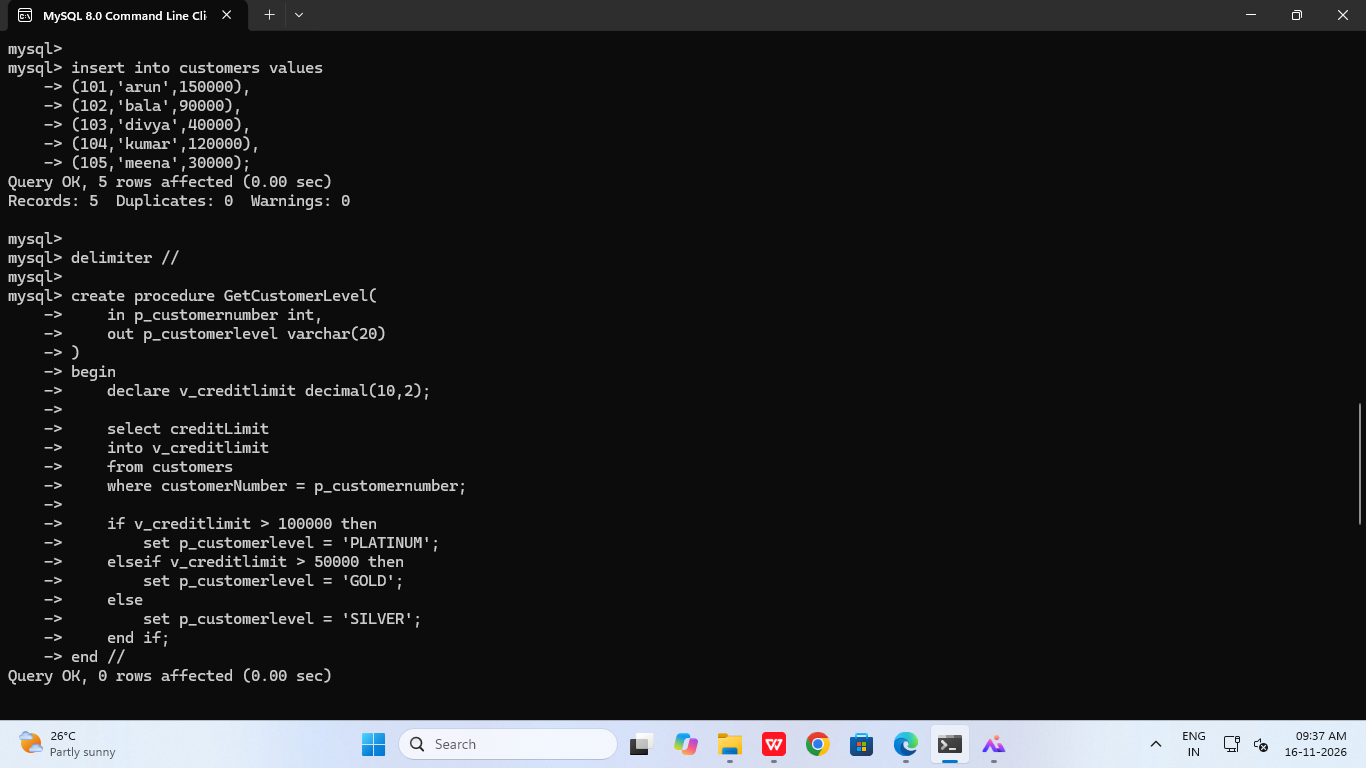 MySQL 8.0 Command Line Cli
mysql>
mysql> insert into customers values
    -> (101,'arun',150000),
    -> (102,'bala',90000),
    -> (103,'divya',40000),
    -> (104,'kumar',120000),
    -> (105,'meena',30000);
Query OK, 5 rows affected (0.00 sec)
Records: 5  Duplicates: 0  Warnings: 0
mysql>
mysql> delimiter //
mysql>
mysql> create procedure GetCustomerLevel(
    ->     in p_customernumber int,
    ->     out p_customerlevel varchar(20)
    -> )
    -> begin
    ->     declare v_creditlimit decimal(10,2);
    ->
    ->     select creditLimit
    ->     into v_creditlimit
    ->     from customers
    ->     where customerNumber = p_customernumber;
    ->
    ->     if v_creditlimit > 100000 then
    ->         set p_customerlevel = 'PLATINUM';
    ->     elseif v_creditlimit > 50000 then
    ->         set p_customerlevel = 'GOLD';
    ->     else
    ->         set p_customerlevel = 'SILVER';
    ->     end if;
    -> end //
Query OK, 0 rows affected (0.00 sec)
26°C
Partly sunny
Search
ENG
IN
09:37 AM
16-11-2026